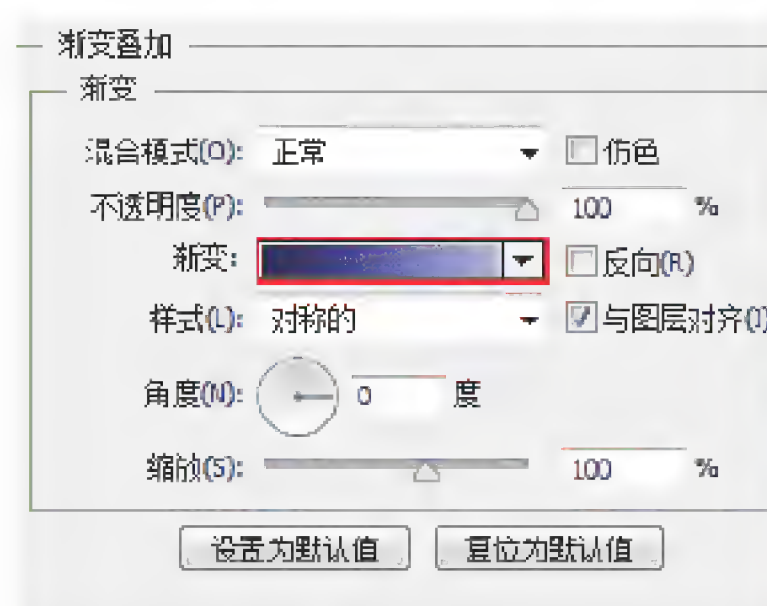 渐变叠加
渐变
混合模式(O): 正常 仿色
不透明度(P): 100 %
渐变: 反向(R)
样式(L): 对称的 与图层对齐(I)
角度(N): 0 度
缩放(S): 100 %
设置为默认值 复位为默认值